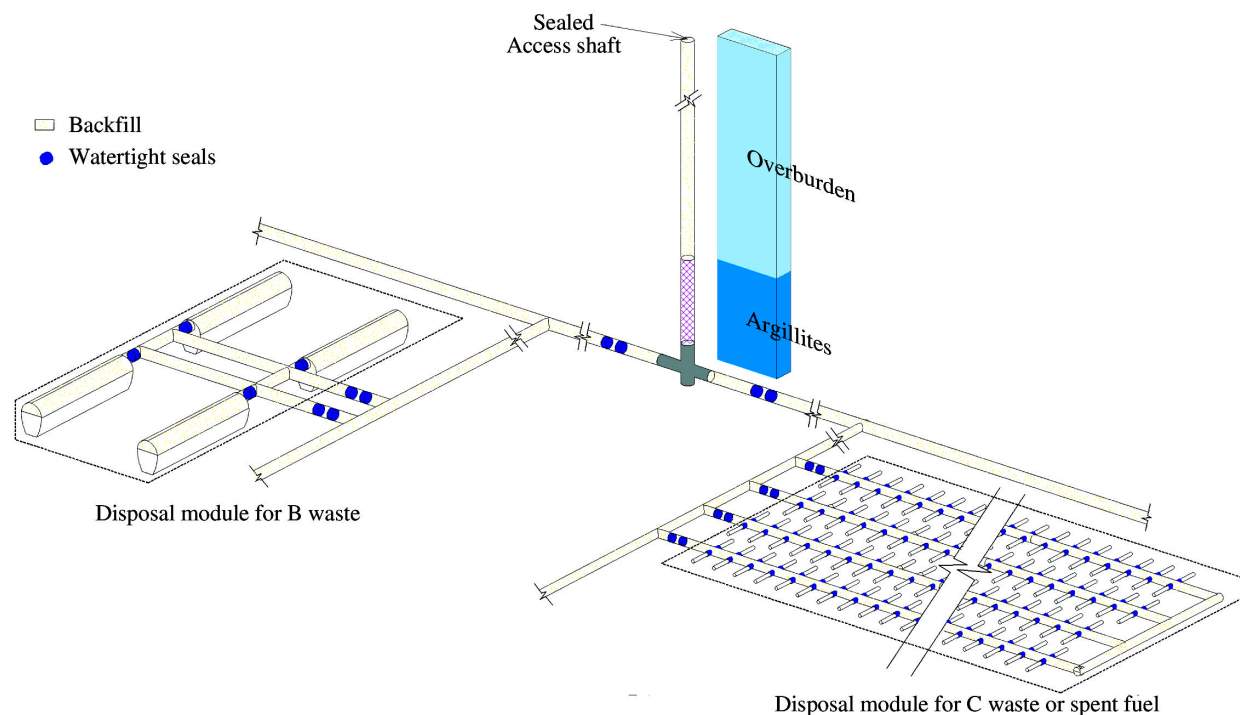 Sealed
Access shaft
Backfill
Watertight seals
Overburden
Argillites
Disposal module for B waste
Disposal module for C waste or spent fuel